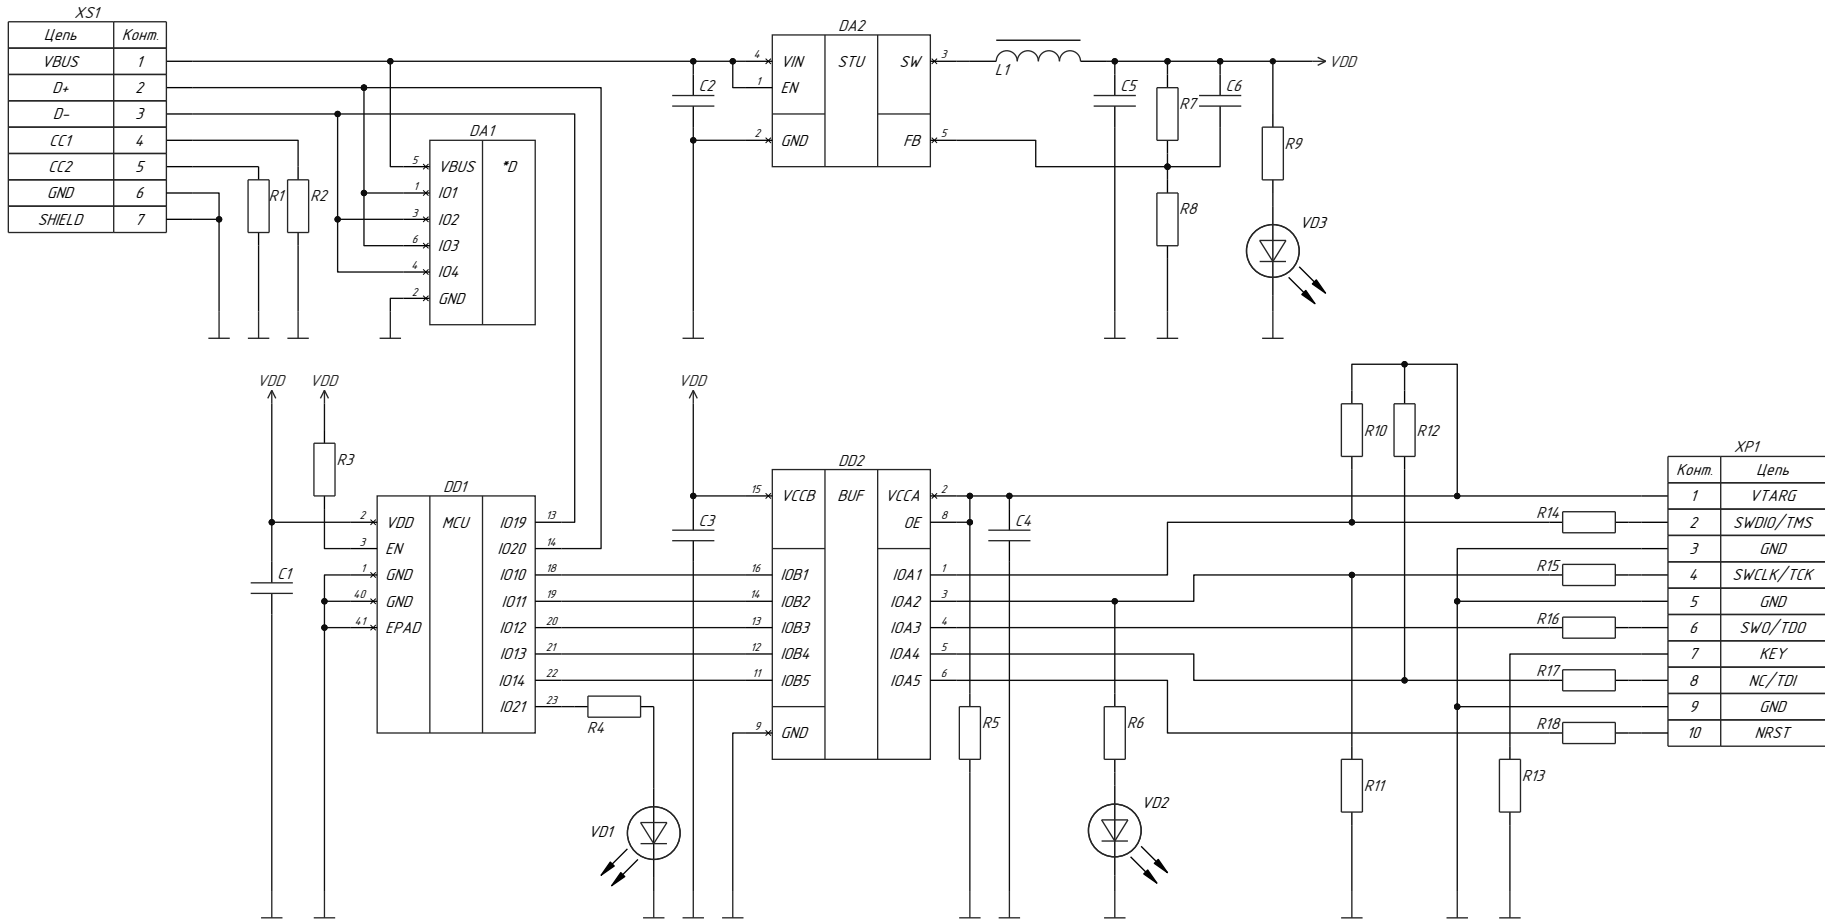 XS1
Цепь Конт.
VBUS 1
D+ 2
D- 3
CC1 4
CC2 5
GND 6
SHIELD 7
R1
R2
DA1
*D
5 VBUS
1 IO1
3 IO2
6 IO3
4 IO4
2 GND
C2
DA2
STU
4 VIN
1 EN
2 GND
SW 3
FB 5
L1
C5
R7
C6
R8
R9
VD3
VDD
VDD
VDD
R3
C1
DD1
MCU
2 VDD
3 EN
1 GND
40 GND
41 EPAD
IO19 13
IO20 14
IO10 18
IO11 19
IO12 20
IO13 21
IO14 22
IO21 23
R4
VD1
VDD
C3
DD2
BUF
15 VCCB
16 IOB1
14 IOB2
13 IOB3
12 IOB4
11 IOB5
9 GND
VCCA 2
OE 8
IOA1 1
IOA2 3
IOA3 4
IOA4 5
IOA5 6
C4
R5
R6
VD2
R10
R12
R11
R13
R14
R15
R16
R17
R18
XP1
Конт. Цепь
1 VTARG
2 SWDIO/TMS
3 GND
4 SWCLK/TCK
5 GND
6 SWO/TDO
7 KEY
8 NC/TDI
9 GND
10 NRST